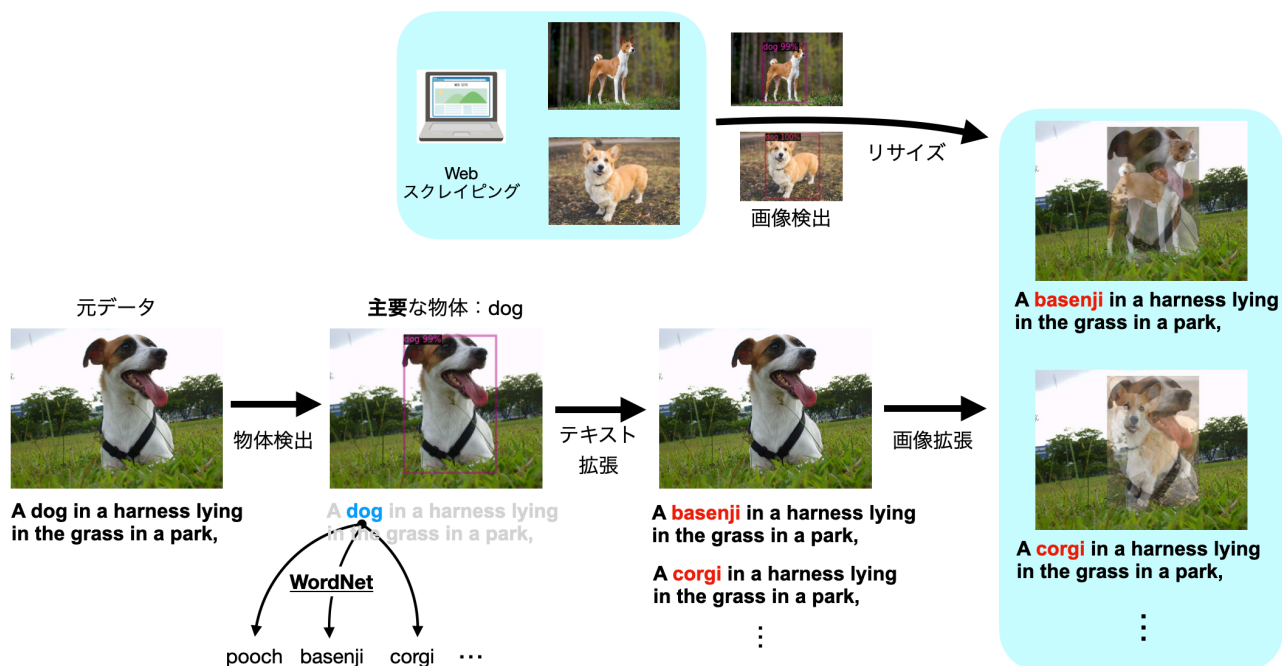 dog 99%
dog 100%
Web
スクレイピング
リサイズ
画像検出
元データ
主要な物体：dog
dog 99%
物体検出
テキスト
拡張
画像拡張
A dog in a harness lying
in the grass in a park,
A dog in a harness lying
in the grass in a park,
WordNet
pooch basenji corgi …
A basenji in a harness lying
in the grass in a park,
A corgi in a harness lying
in the grass in a park,
⋮
A basenji in a harness lying
in the grass in a park,
A corgi in a harness lying
in the grass in a park,
⋮